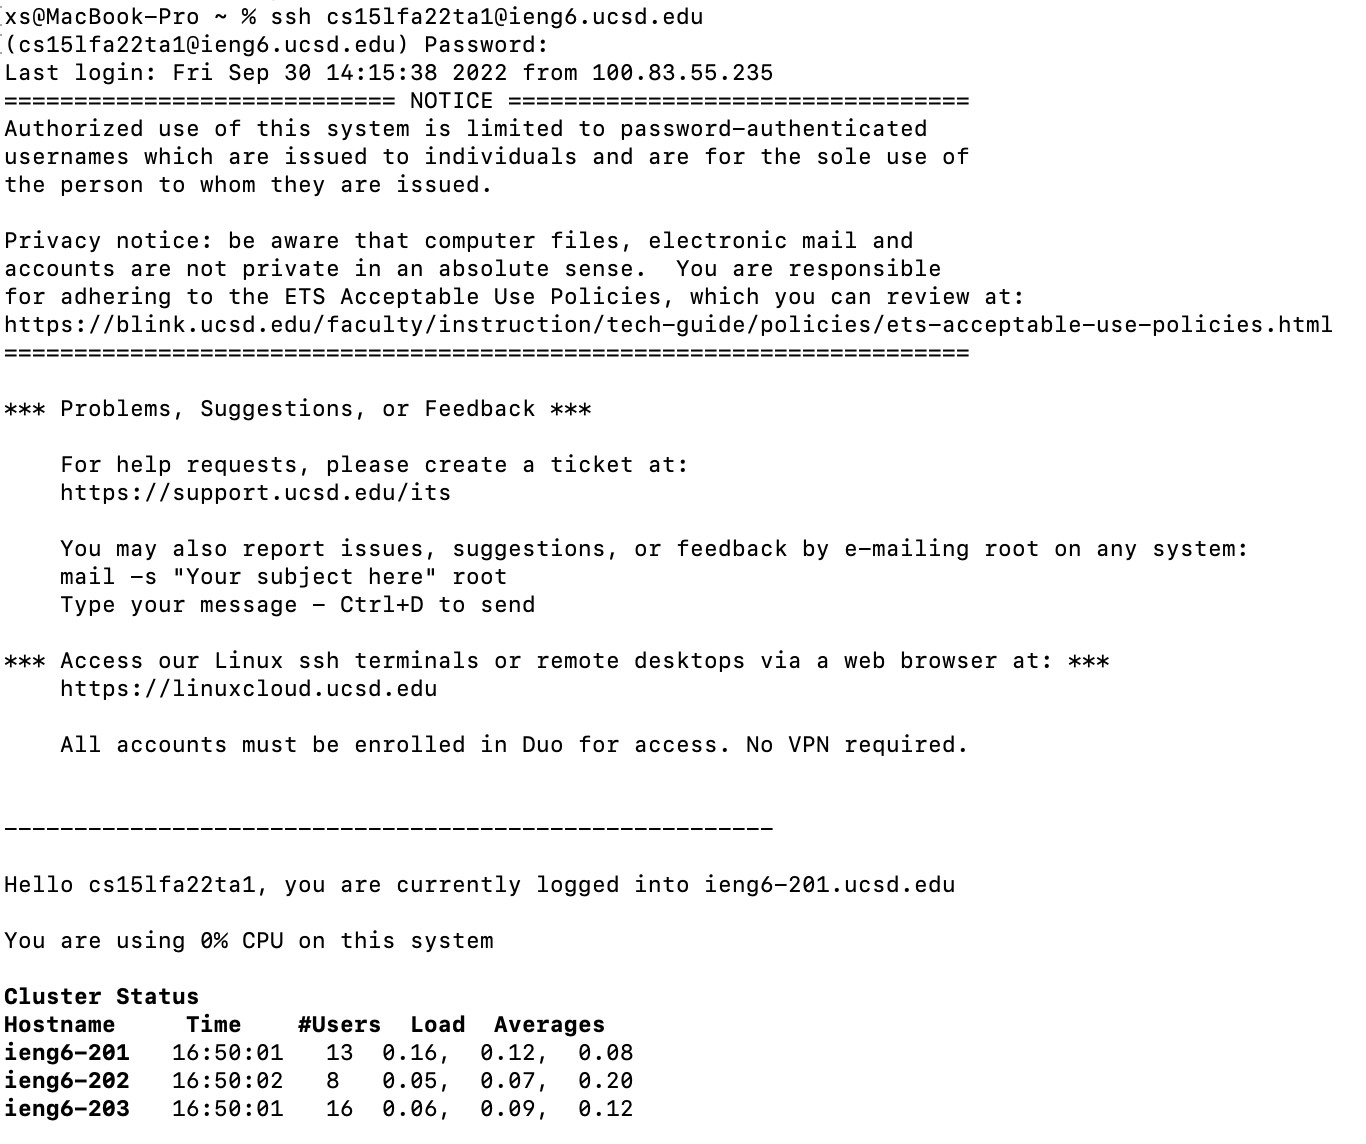 xs@MacBook-Pro ~ % ssh cs15lfa22ta1@ieng6.ucsd.edu
(cs15lfa22ta1@ieng6.ucsd.edu) Password:
Last login: Fri Sep 30 14:15:38 2022 from 100.83.55.235
============================ NOTICE =================================
Authorized use of this system is limited to password-authenticated
usernames which are issued to individuals and are for the sole use of
the person to whom they are issued.

Privacy notice: be aware that computer files, electronic mail and
accounts are not private in an absolute sense.  You are responsible
for adhering to the ETS Acceptable Use Policies, which you can review at:
https://blink.ucsd.edu/faculty/instruction/tech-guide/policies/ets-acceptable-use-policies.html
=====================================================================

*** Problems, Suggestions, or Feedback ***

    For help requests, please create a ticket at:
    https://support.ucsd.edu/its

    You may also report issues, suggestions, or feedback by e-mailing root on any system:
    mail -s "Your subject here" root
    Type your message - Ctrl+D to send

*** Access our Linux ssh terminals or remote desktops via a web browser at: ***
    https://linuxcloud.ucsd.edu

    All accounts must be enrolled in Duo for access. No VPN required.


-------------------------------------------------------

Hello cs15lfa22ta1, you are currently logged into ieng6-201.ucsd.edu

You are using 0% CPU on this system

Cluster Status
Hostname     Time    #Users  Load  Averages
ieng6-201   16:50:01   13  0.16,  0.12,  0.08
ieng6-202   16:50:02   8   0.05,  0.07,  0.20
ieng6-203   16:50:01   16  0.06,  0.09,  0.12